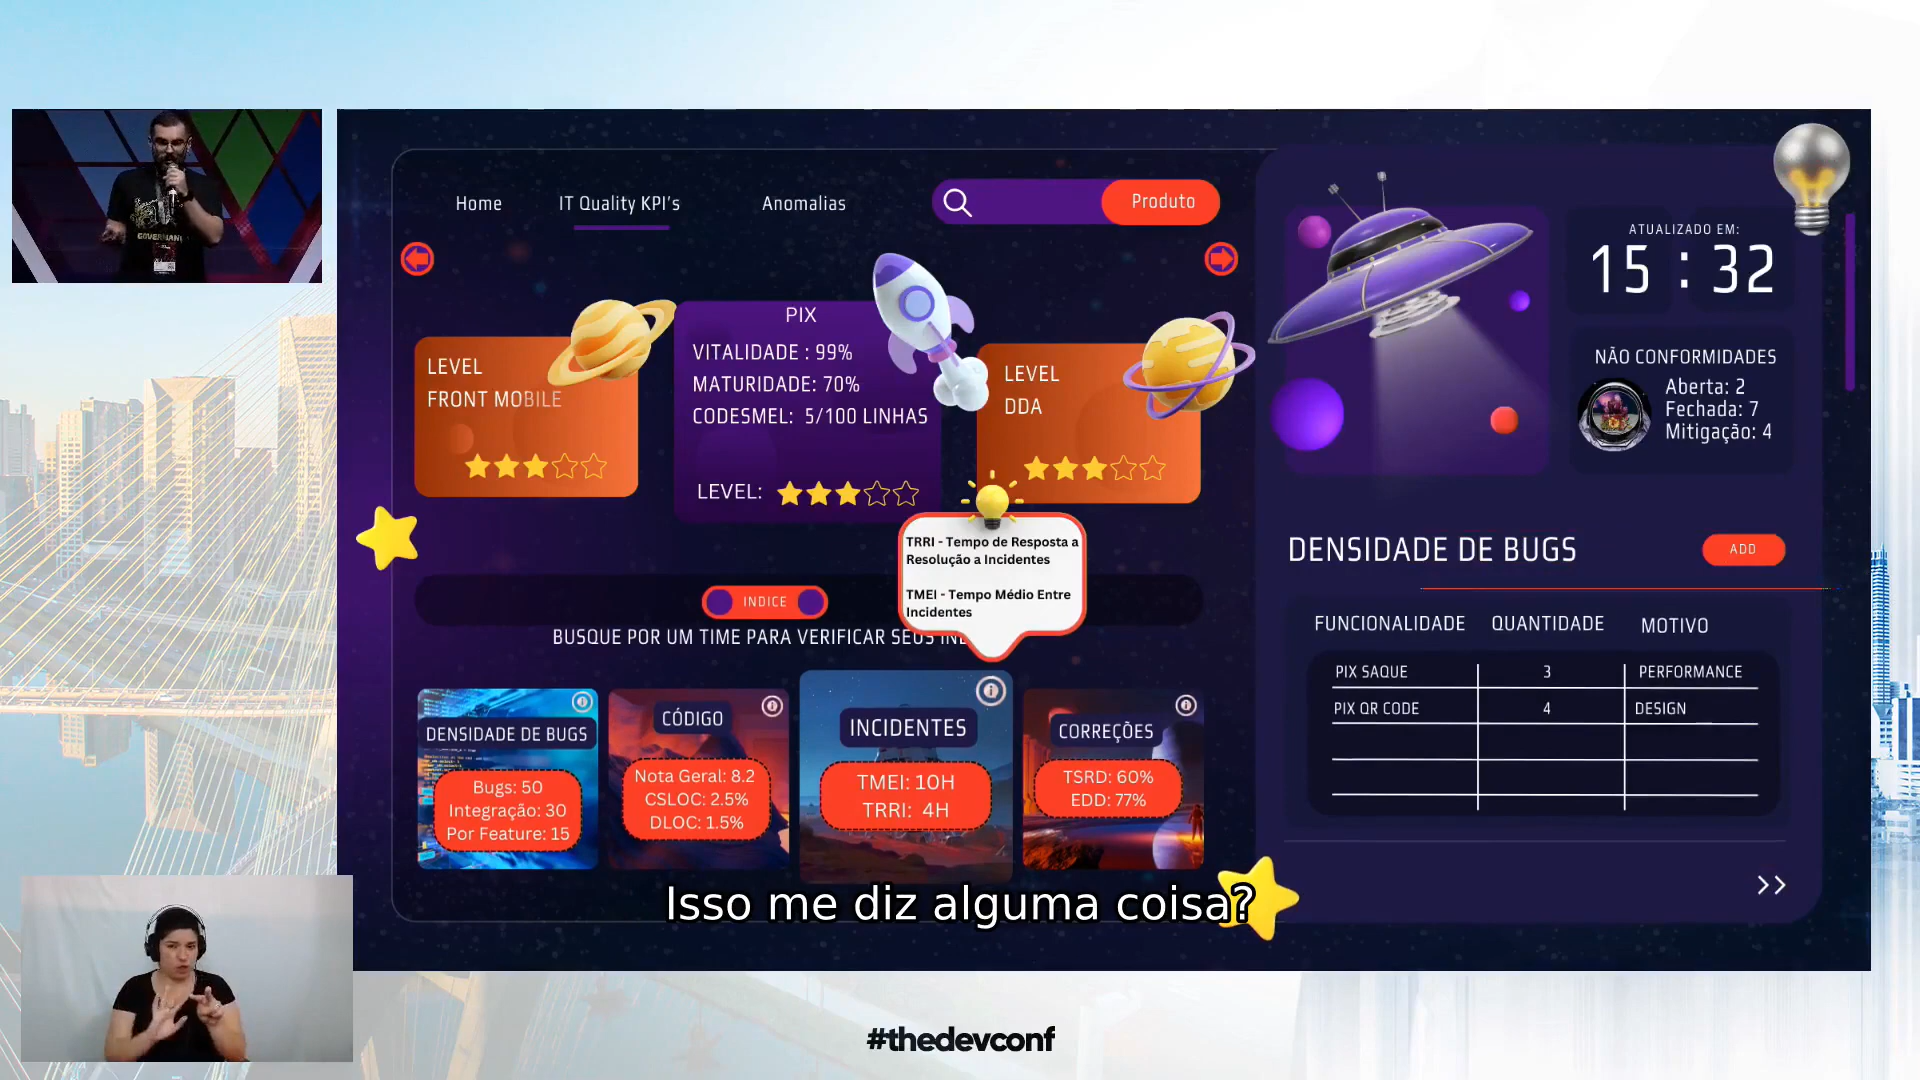 GOVERNAN
Home
IT Quality KPI's
Anomalias
Produto
LEVEL
FRONT MOBILE
PIX
VITALIDADE : 99%
MATURIDADE: 70%
CODESMEL: 5/100 LINHAS
LEVEL:
LEVEL
DDA
TRRI - Tempo de Resposta a
Resolução a Incidentes
TMEI - Tempo Médio Entre
Incidentes
INDICE
BUSQUE POR UM TIME PARA VERIFICAR SEUS
DENSIDADE DE BUGS
Bugs: 50
Integração: 30
Por Feature: 15
CÓDIGO
Nota Geral: 8.2
CSLOC: 2.5%
DLOC: 1.5%
INCIDENTES
TMEI: 10H
TRRI: 4H
CORREÇÕES
TSRD: 60%
EDD: 77%
ATUALIZADO EM:
15 : 32
NÃO CONFORMIDADES
Aberta: 2
Fechada: 7
Mitigação: 4
DENSIDADE DE BUGS
ADD
FUNCIONALIDADE QUANTIDADE MOTIVO
PIX SAQUE 3 PERFORMANCE
PIX QR CODE 4 DESIGN
Isso me diz alguma coisa?
#thedevconf